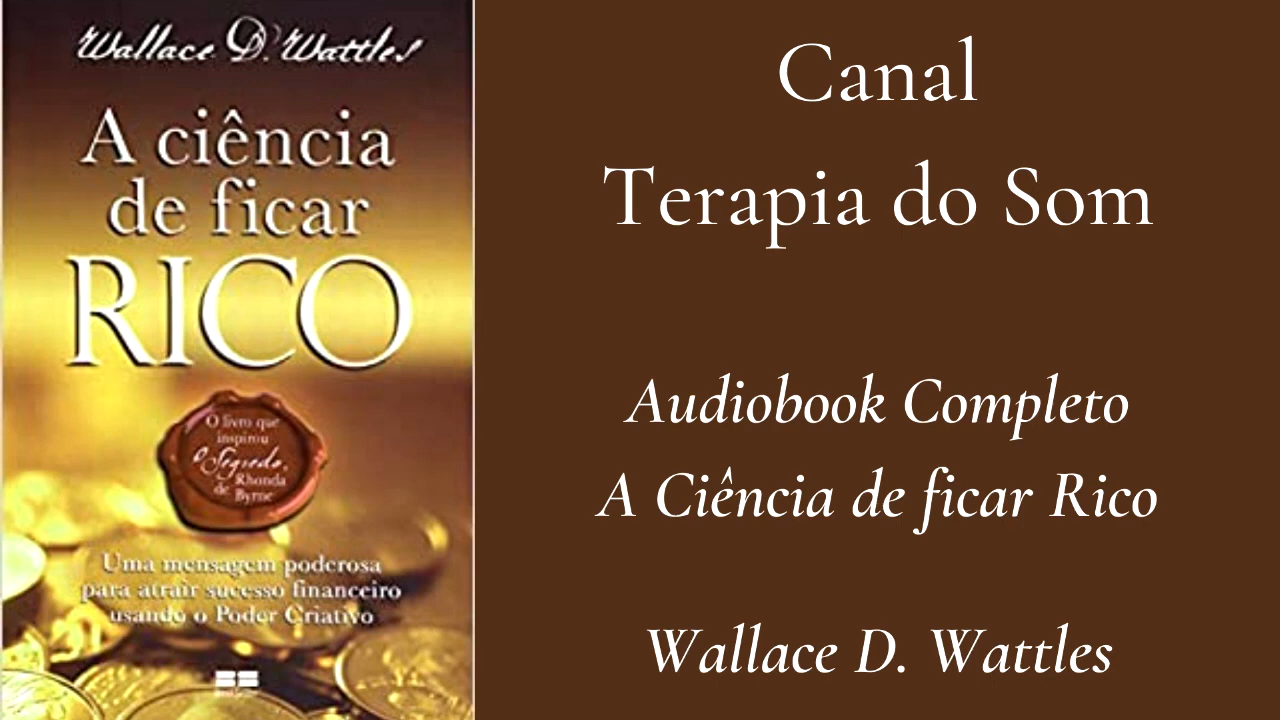 Wallace D. Wattles
A ciência
de ficar
RICO
O livro que
inspirou
O Segredo,
de Rhonda
Byrne
Uma mensagem poderosa
para atrair sucesso financeiro
usando o Poder Criativo
Canal
Terapia do Som
Audiobook Completo
A Ciência de ficar Rico
Wallace D. Wattles